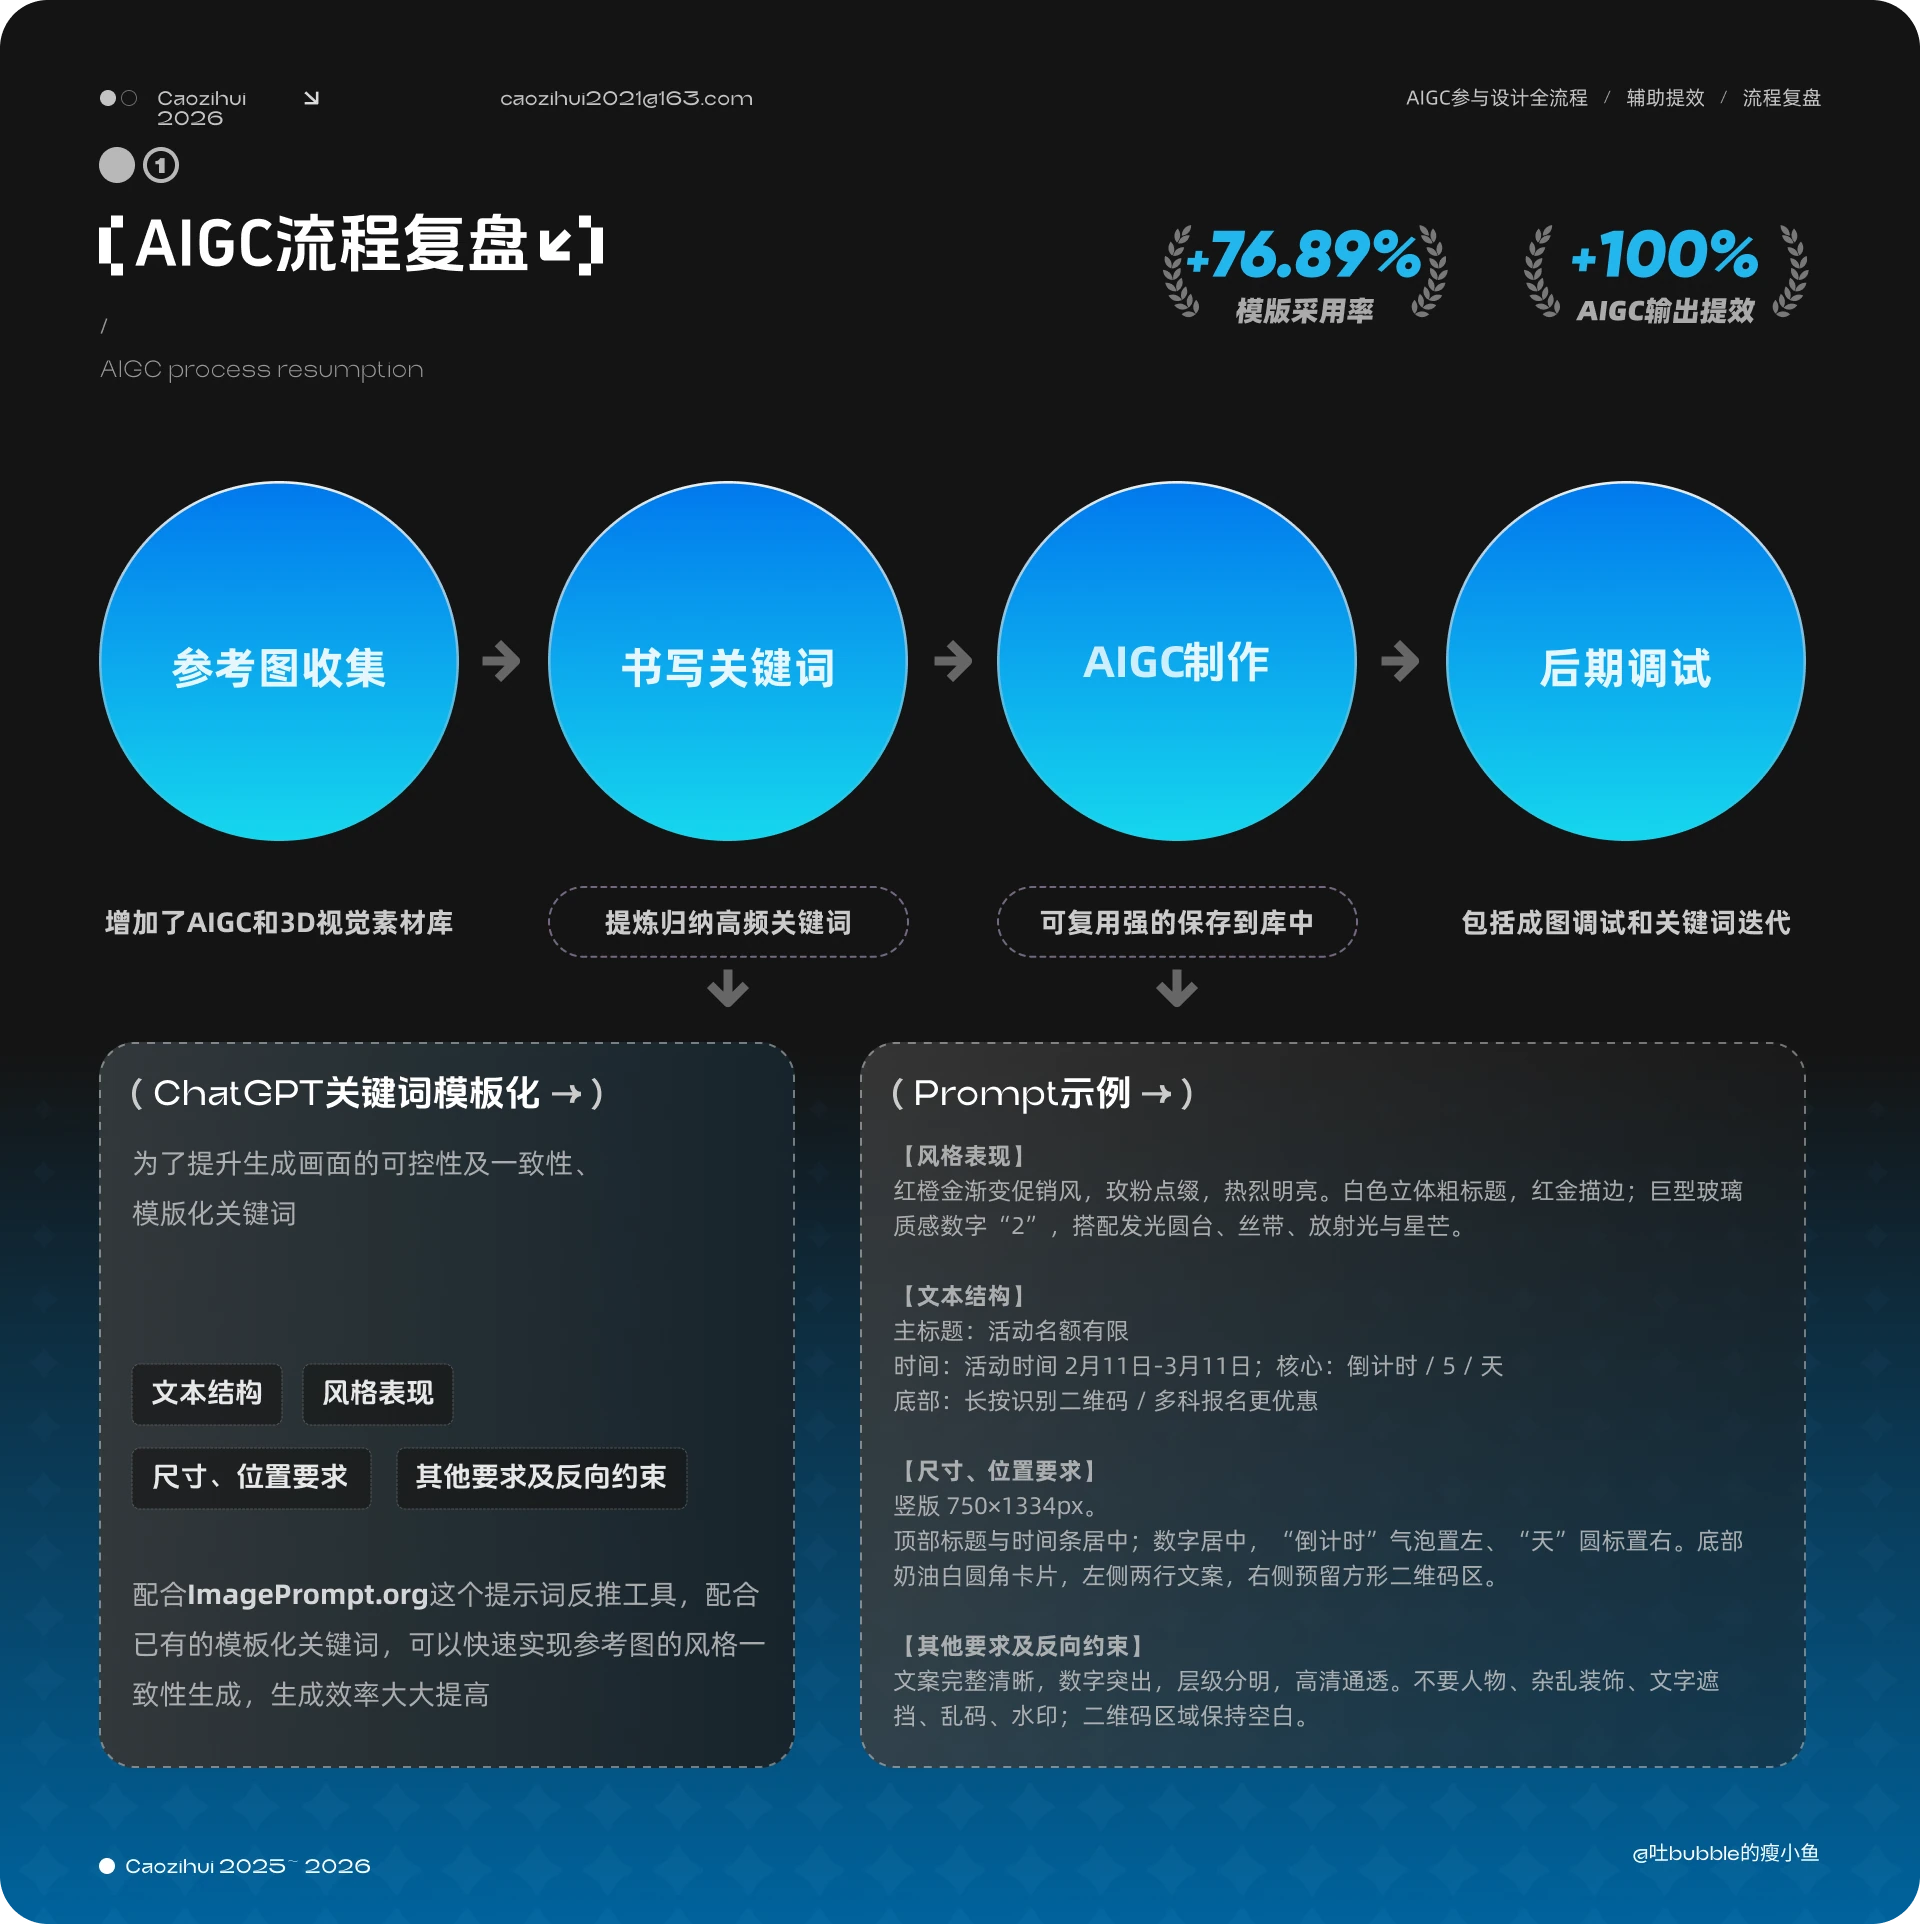 Caozihui
2026
caozihui2021@163.com
AIGC参与设计全流程 / 辅助提效 / 流程复盘
1
AIGC流程复盘
/
AIGC process resumption
+76.89%
模版采用率
+100%
AIGC输出提效
参考图收集
书写关键词
AIGC制作
后期调试
增加了AIGC和3D视觉素材库
提炼归纳高频关键词
可复用强的保存到库中
包括成图调试和关键词迭代
( ChatGPT关键词模板化 → )
为了提升生成画面的可控性及一致性、
模版化关键词
文本结构
风格表现
尺寸、位置要求
其他要求及反向约束
配合ImagePrompt.org这个提示词反推工具，配合
已有的模板化关键词，可以快速实现参考图的风格一
致性生成，生成效率大大提高
( Prompt示例 → )
【风格表现】
红橙金渐变促销风，玫粉点缀，热烈明亮。白色立体粗标题，红金描边；巨型玻璃
质感数字“2”，搭配发光圆台、丝带、放射光与星芒。
【文本结构】
主标题：活动名额有限
时间：活动时间 2月11日-3月11日；核心：倒计时 / 5 / 天
底部：长按识别二维码 / 多科报名更优惠
【尺寸、位置要求】
竖版 750×1334px。
顶部标题与时间条居中；数字居中，“倒计时”气泡置左、“天”圆标置右。底部
奶油白圆角卡片，左侧两行文案，右侧预留方形二维码区。
【其他要求及反向约束】
文案完整清晰，数字突出，层级分明，高清通透。不要人物、杂乱装饰、文字遮
挡、乱码、水印；二维码区域保持空白。
Caozihui 2025~ 2026
@吐bubble的瘦小鱼